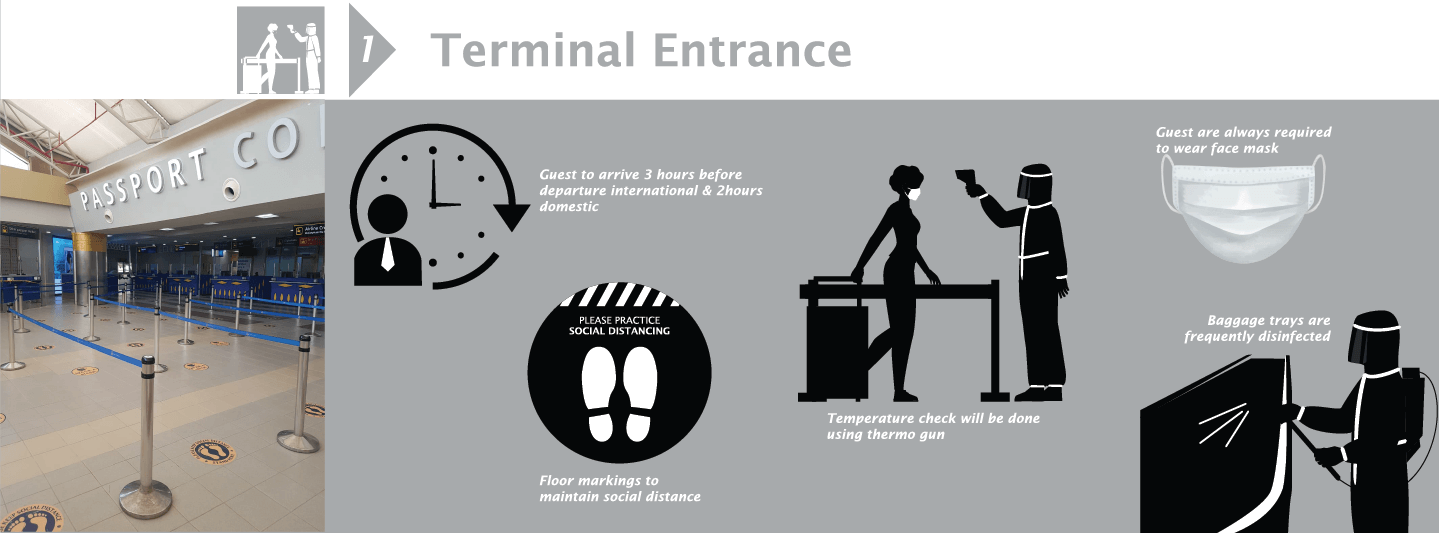 1
Terminal Entrance
PASSPORT CO
Guest to arrive 3 hours before
departure international & 2hours
domestic
PLEASE PRACTICE
SOCIAL DISTANCING
Floor markings to
maintain social distance
Temperature check will be done
using thermo gun
Guest are always required
to wear face mask
Baggage trays are
frequently disinfected